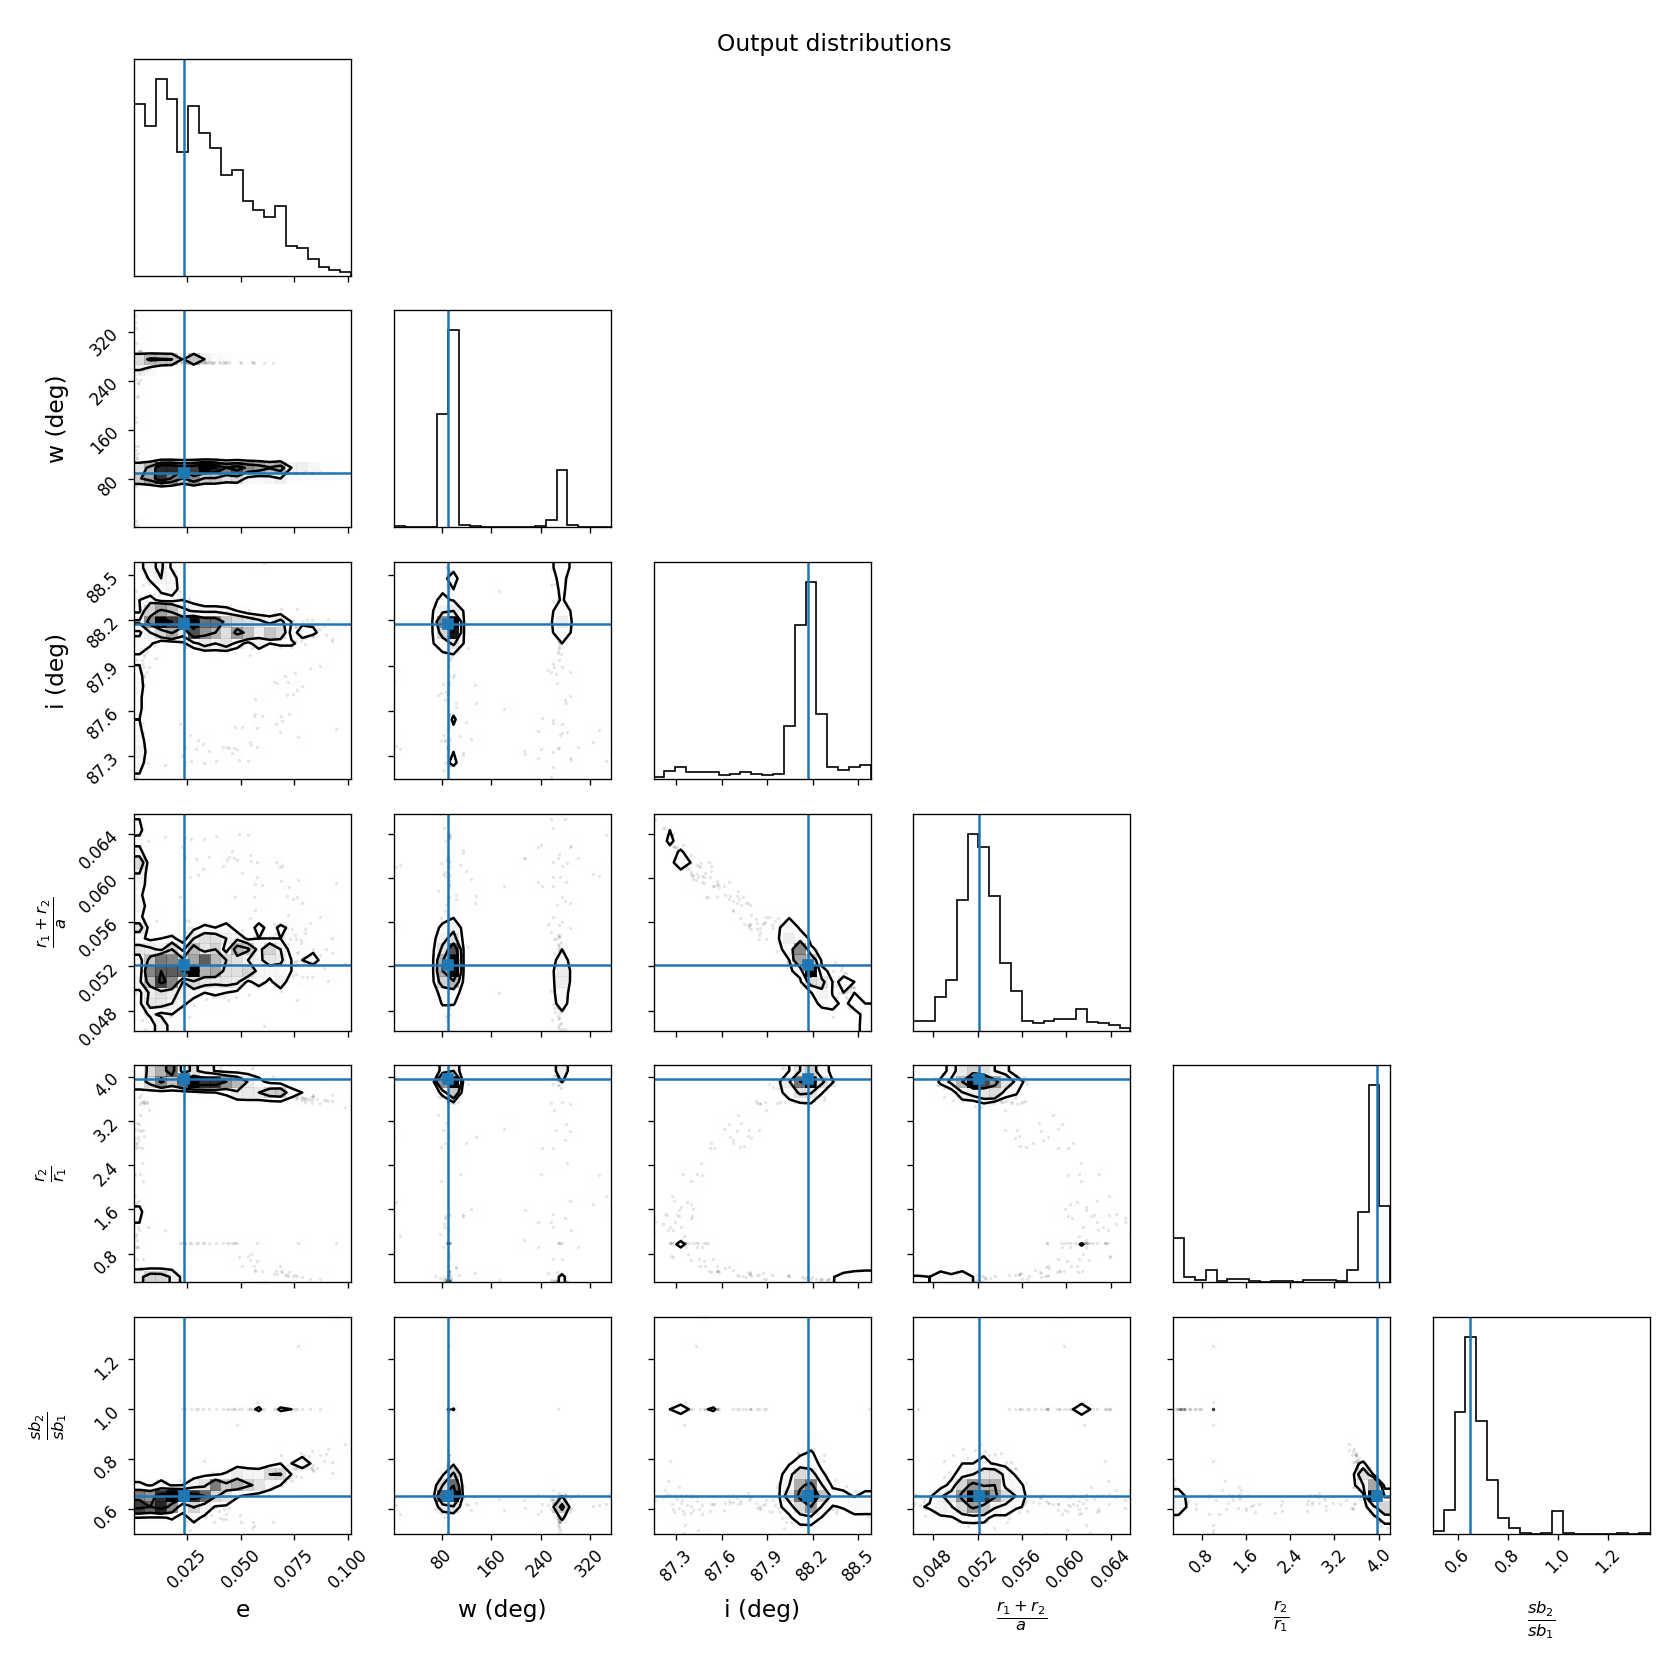 Output distributions
w (deg)
320
240
160
80
i (deg)
88.5
88.2
87.9
87.6
87.3
r₁ + r₂
a
0.064
0.060
0.056
0.052
0.048
r₂
r₁
4.0
3.2
2.4
1.6
0.8
sb₂
sb₁
1.2
1.0
0.8
0.6
0.025 0.050 0.075 0.100
80 160 240 320
87.3 87.6 87.9 88.2 88.5
0.048 0.052 0.056 0.060 0.064
0.8 1.6 2.4 3.2 4.0
0.6 0.8 1.0 1.2
e
w (deg)
i (deg)
r₁ + r₂
a
r₂
r₁
sb₂
sb₁